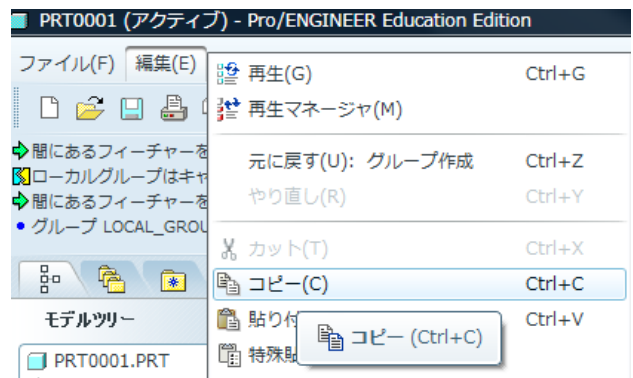 PRT0001 (アクティブ) - Pro/ENGINEER Education Edition
ファイル(F) 編集(E)
再生(G) Ctrl+G
再生マネージャ(M)
間にあるフィーチャーを
ローカルグループはキャ
間にあるフィーチャーを
グループ LOCAL_GROU
元に戻す(U): グループ作成 Ctrl+Z
やり直し(R) Ctrl+Y
カット(T) Ctrl+X
コピー(C) Ctrl+C
モデルツリー
貼り付 Ctrl+V
コピー (Ctrl+C)
PRT0001.PRT
特殊貼